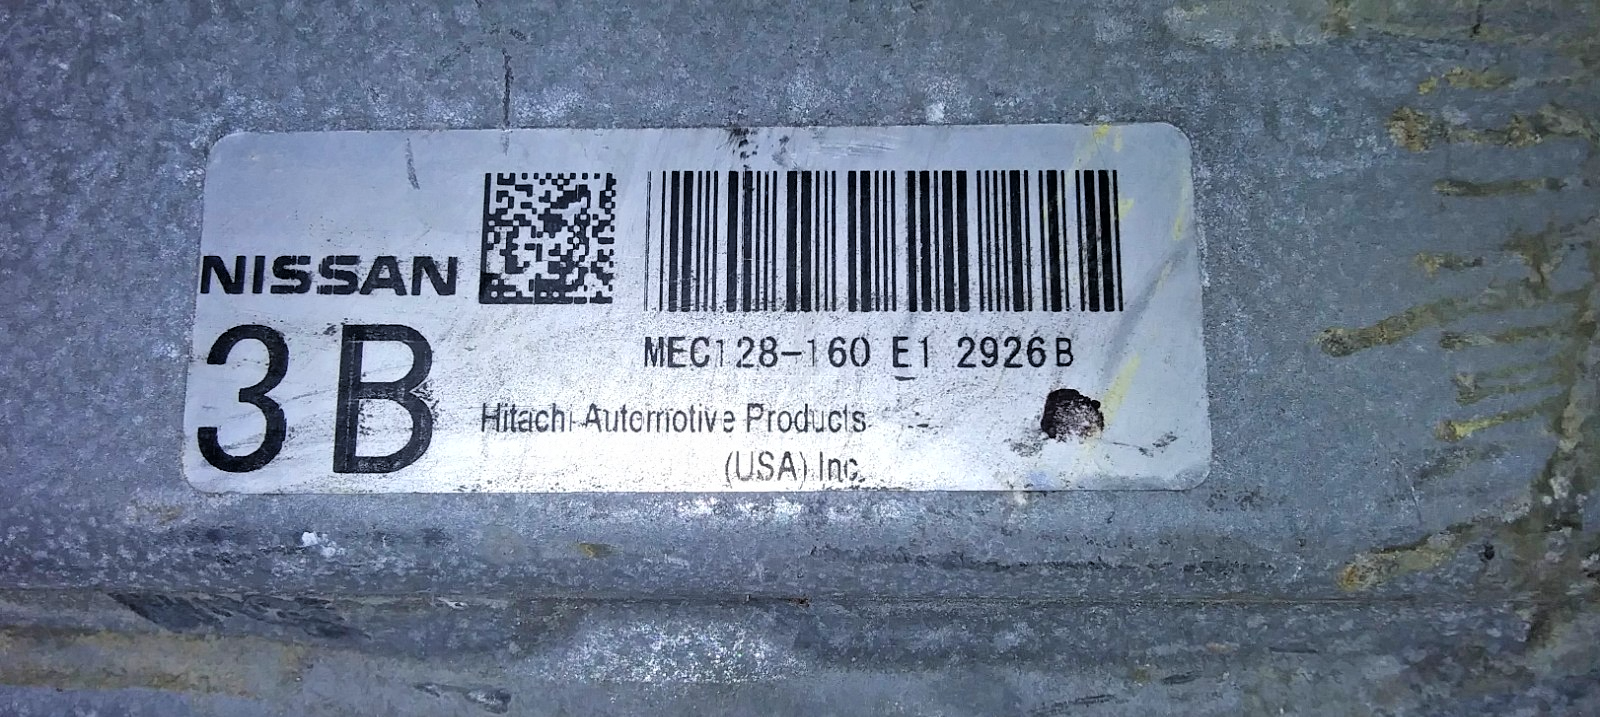 NISSAN
3B
MEC128-160 E1 2926B
Hitachi Automotive Products
(USA) Inc.